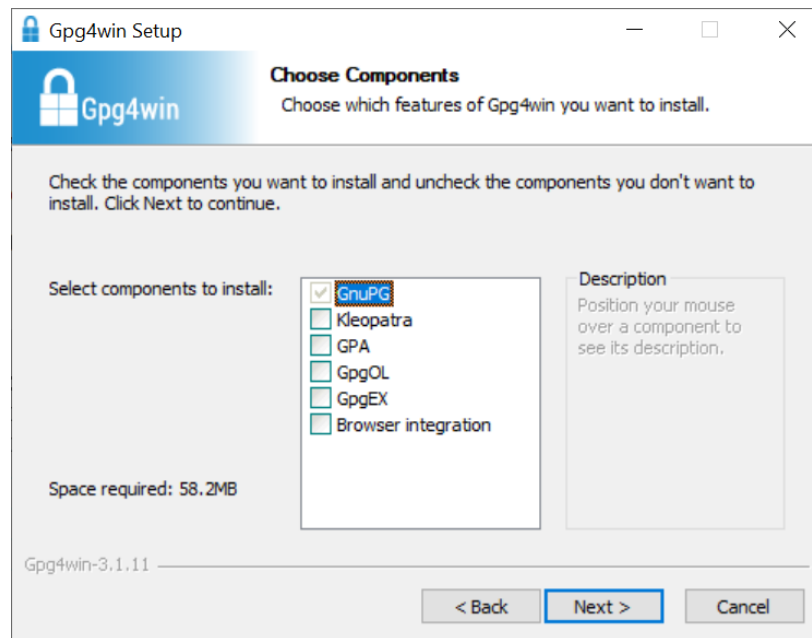 Gpg4win Setup
Gpg4win
Choose Components
Choose which features of Gpg4win you want to install.
Check the components you want to install and uncheck the components you don't want to
install. Click Next to continue.
Select components to install:
GnuPG
Kleopatra
GPA
GpgOL
GpgEX
Browser integration
Description
Position your mouse
over a component to
see its description.
Space required: 58.2MB
Gpg4win-3.1.11
< Back
Next >
Cancel